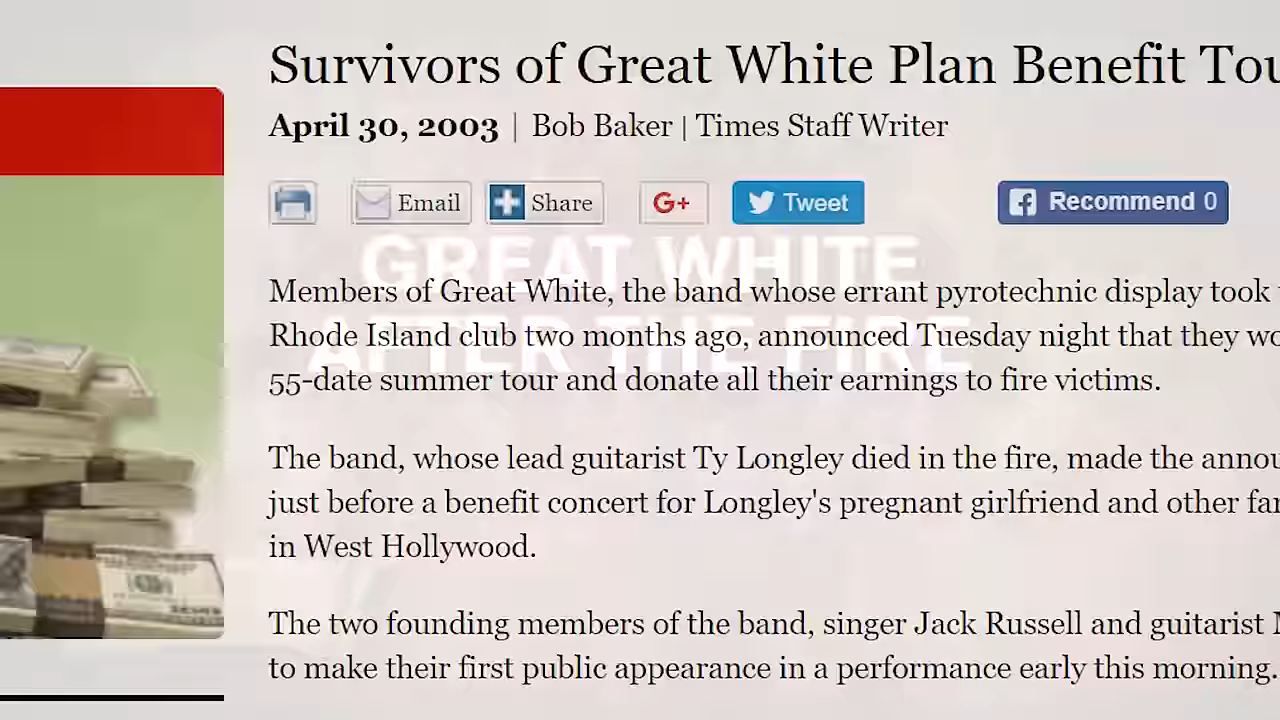 Survivors of Great White Plan Benefit
April 30, 2003 | Bob Baker | Times Staff Writer
Email
Share
G+
Tweet
Recommend 0
GREAT WHITE
AFTER THE FIRE
Members of Great White, the band whose errant pyrotechnic display took
Rhode Island club two months ago, announced Tuesday night that they
55-date summer tour and donate all their earnings to fire victims.
The band, whose lead guitarist Ty Longley died in the fire, made the
just before a benefit concert for Longley's pregnant girlfriend and other
in West Hollywood.
The two founding members of the band, singer Jack Russell and guitarist
to make their first public appearance in a performance early this morning.